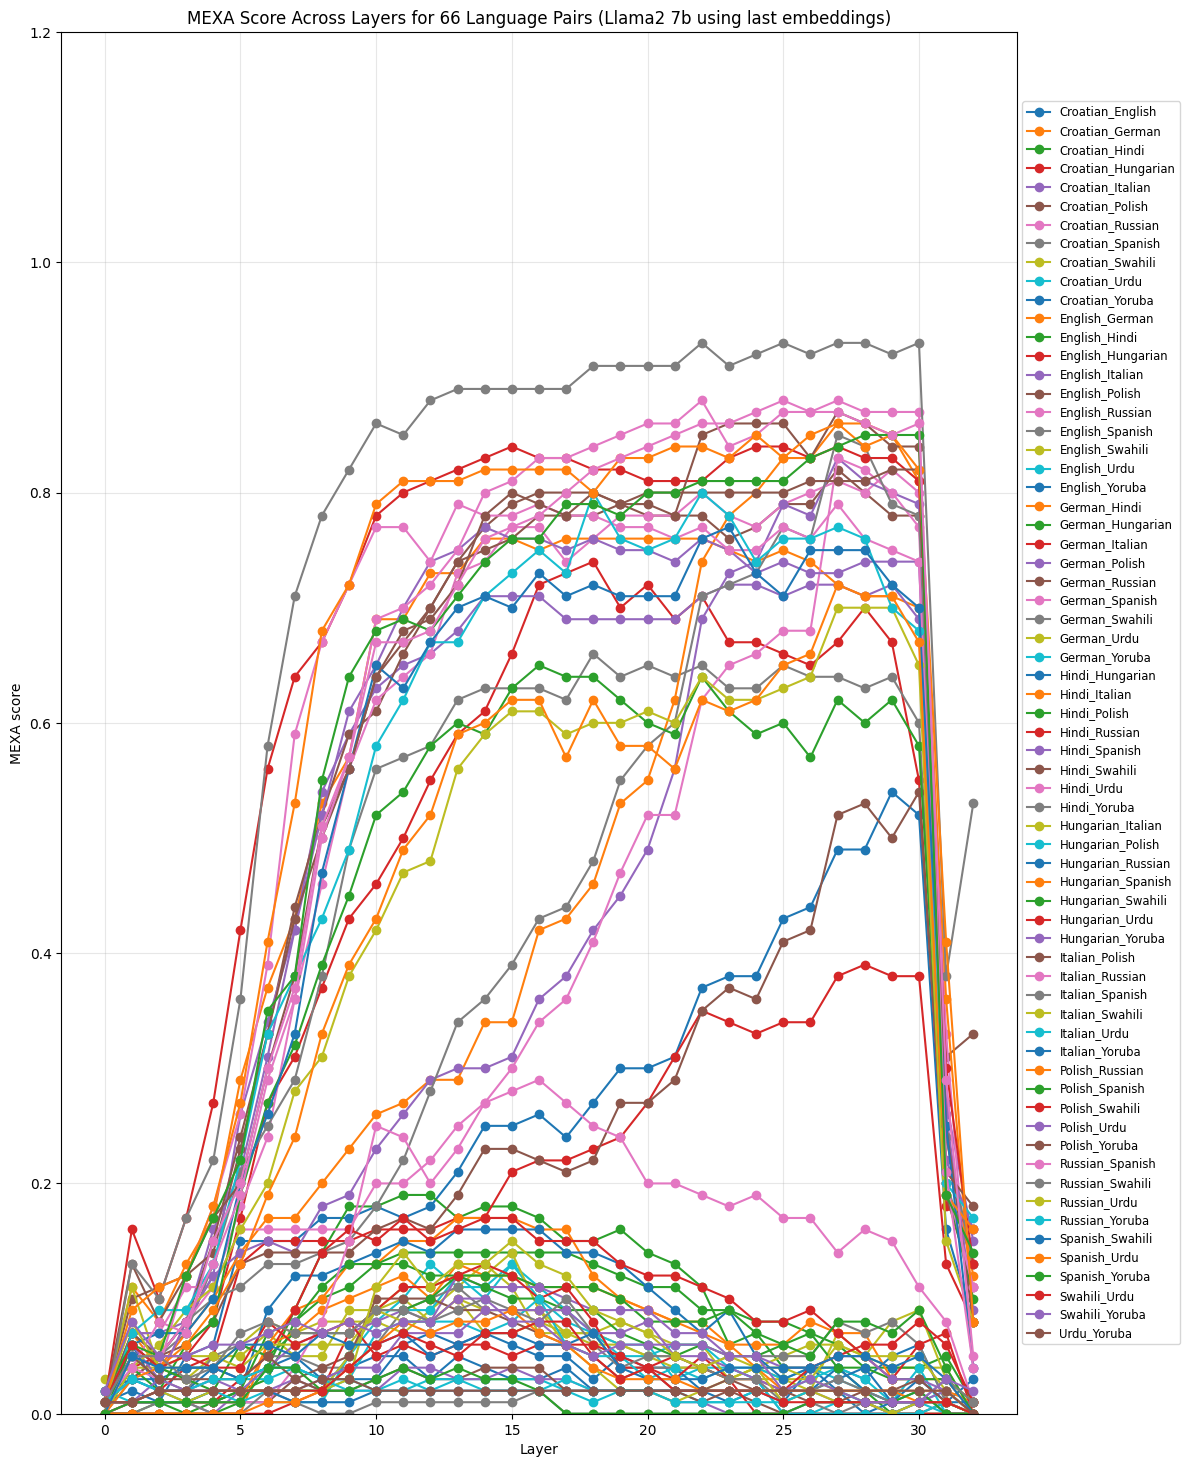 MEXA Score Across Layers for 66 Language Pairs (Llama2 7b using last embeddings)
1.2
1.0
0.8
0.6
0.4
0.2
0.0
MEXA score
0 5 10 15 20 25 30
Layer
Croatian_English
Croatian_German
Croatian_Hindi
Croatian_Hungarian
Croatian_Italian
Croatian_Polish
Croatian_Russian
Croatian_Spanish
Croatian_Swahili
Croatian_Urdu
Croatian_Yoruba
English_German
English_Hindi
English_Hungarian
English_Italian
English_Polish
English_Russian
English_Spanish
English_Swahili
English_Urdu
English_Yoruba
German_Hindi
German_Hungarian
German_Italian
German_Polish
German_Russian
German_Spanish
German_Swahili
German_Urdu
German_Yoruba
Hindi_Hungarian
Hindi_Italian
Hindi_Polish
Hindi_Russian
Hindi_Spanish
Hindi_Swahili
Hindi_Urdu
Hindi_Yoruba
Hungarian_Italian
Hungarian_Polish
Hungarian_Russian
Hungarian_Spanish
Hungarian_Swahili
Hungarian_Urdu
Hungarian_Yoruba
Italian_Polish
Italian_Russian
Italian_Spanish
Italian_Swahili
Italian_Urdu
Italian_Yoruba
Polish_Russian
Polish_Spanish
Polish_Swahili
Polish_Urdu
Polish_Yoruba
Russian_Spanish
Russian_Swahili
Russian_Urdu
Russian_Yoruba
Spanish_Swahili
Spanish_Urdu
Spanish_Yoruba
Swahili_Urdu
Swahili_Yoruba
Urdu_Yoruba